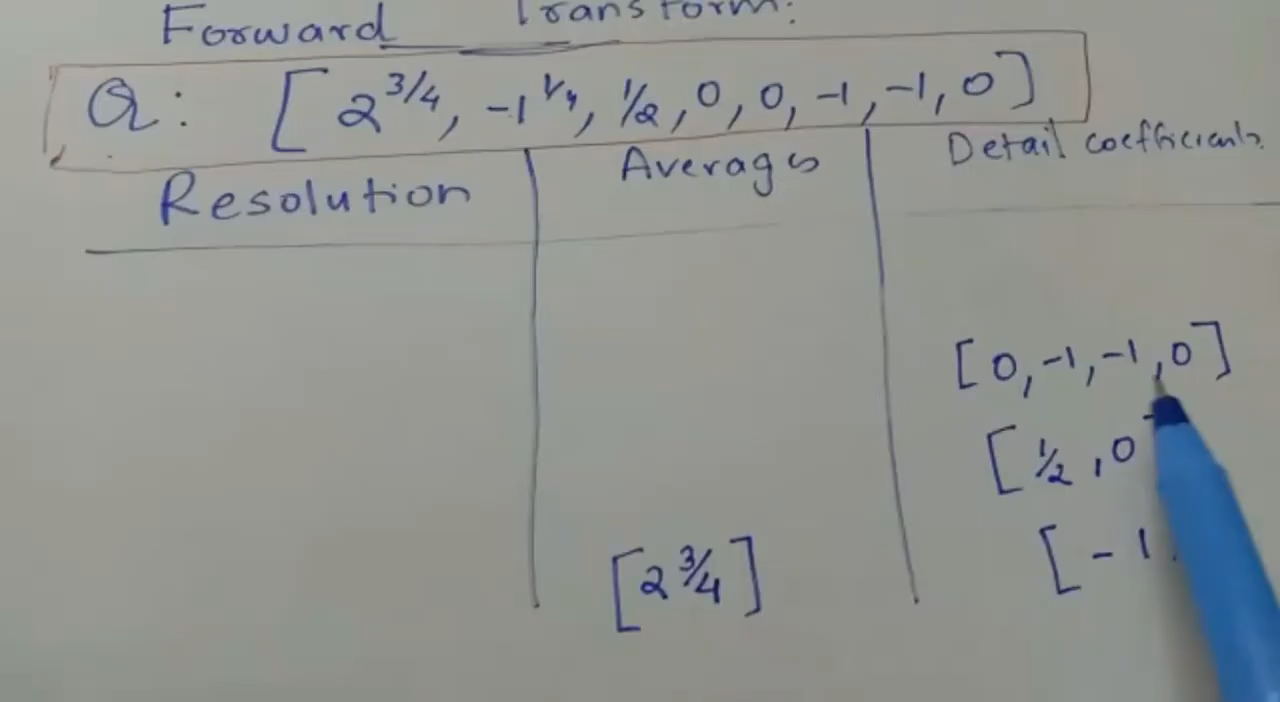 Forward Transform:
Q: [2 3/4, -1 1/4, 1/2, 0, 0, -1, -1, 0]
Resolution Averages Detail coefficients.
[0, -1, -1, 0]
[1/2, 0
[2 3/4] [-1